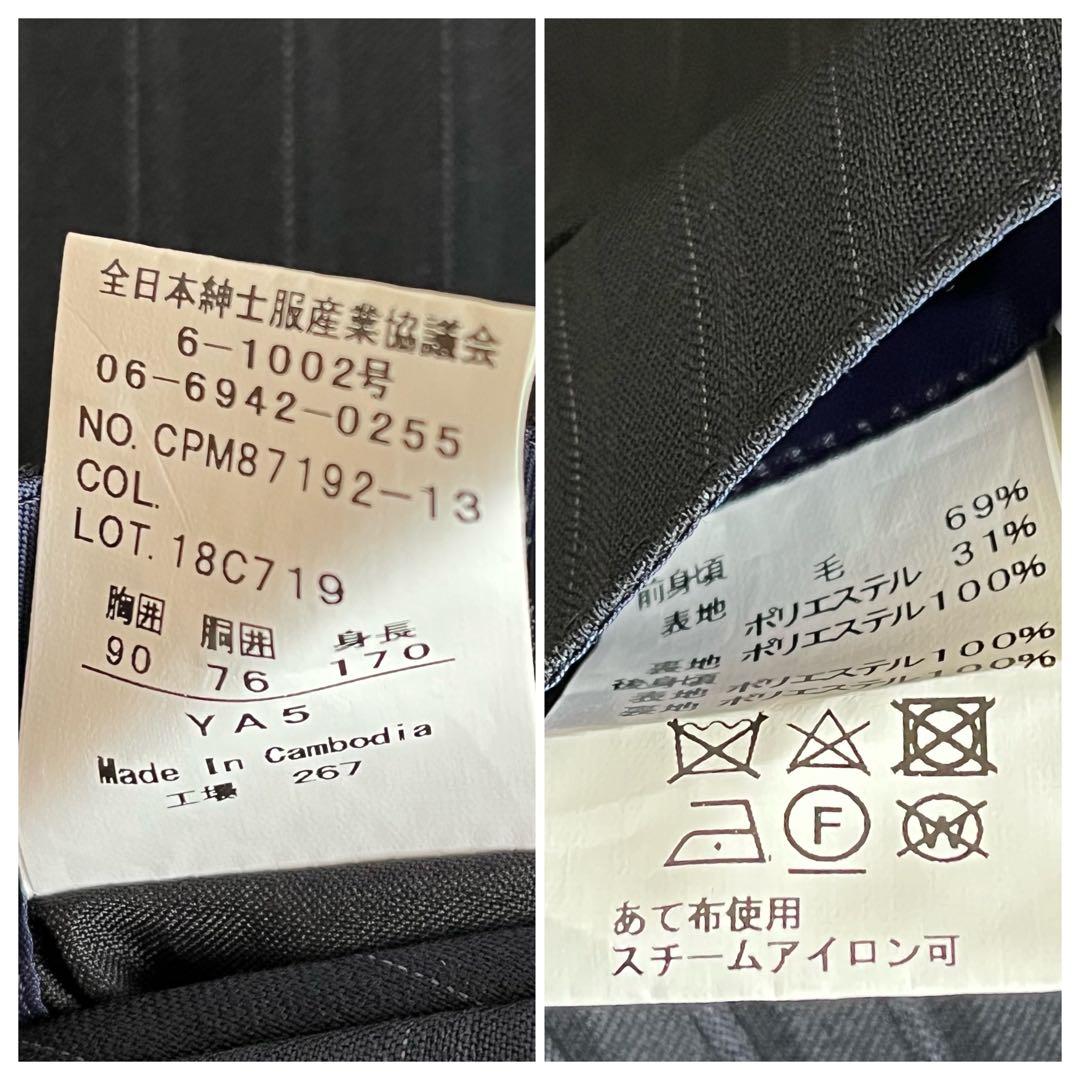 全日本紳士服産業協議会
6-1002号
06-6942-0255
NO. CPM87192-13
COL.
LOT. 18C719
胸囲 胴囲 身長
90 76 170
YA5
Made In Cambodia
工場 267
前身頃 毛 69%
表地 ポリエステル 31%
裏地 ポリエステル100%
後身頃
表地 ポリエステル100%
裏地 ポリエステル100%
F
W
あて布使用
スチームアイロン可